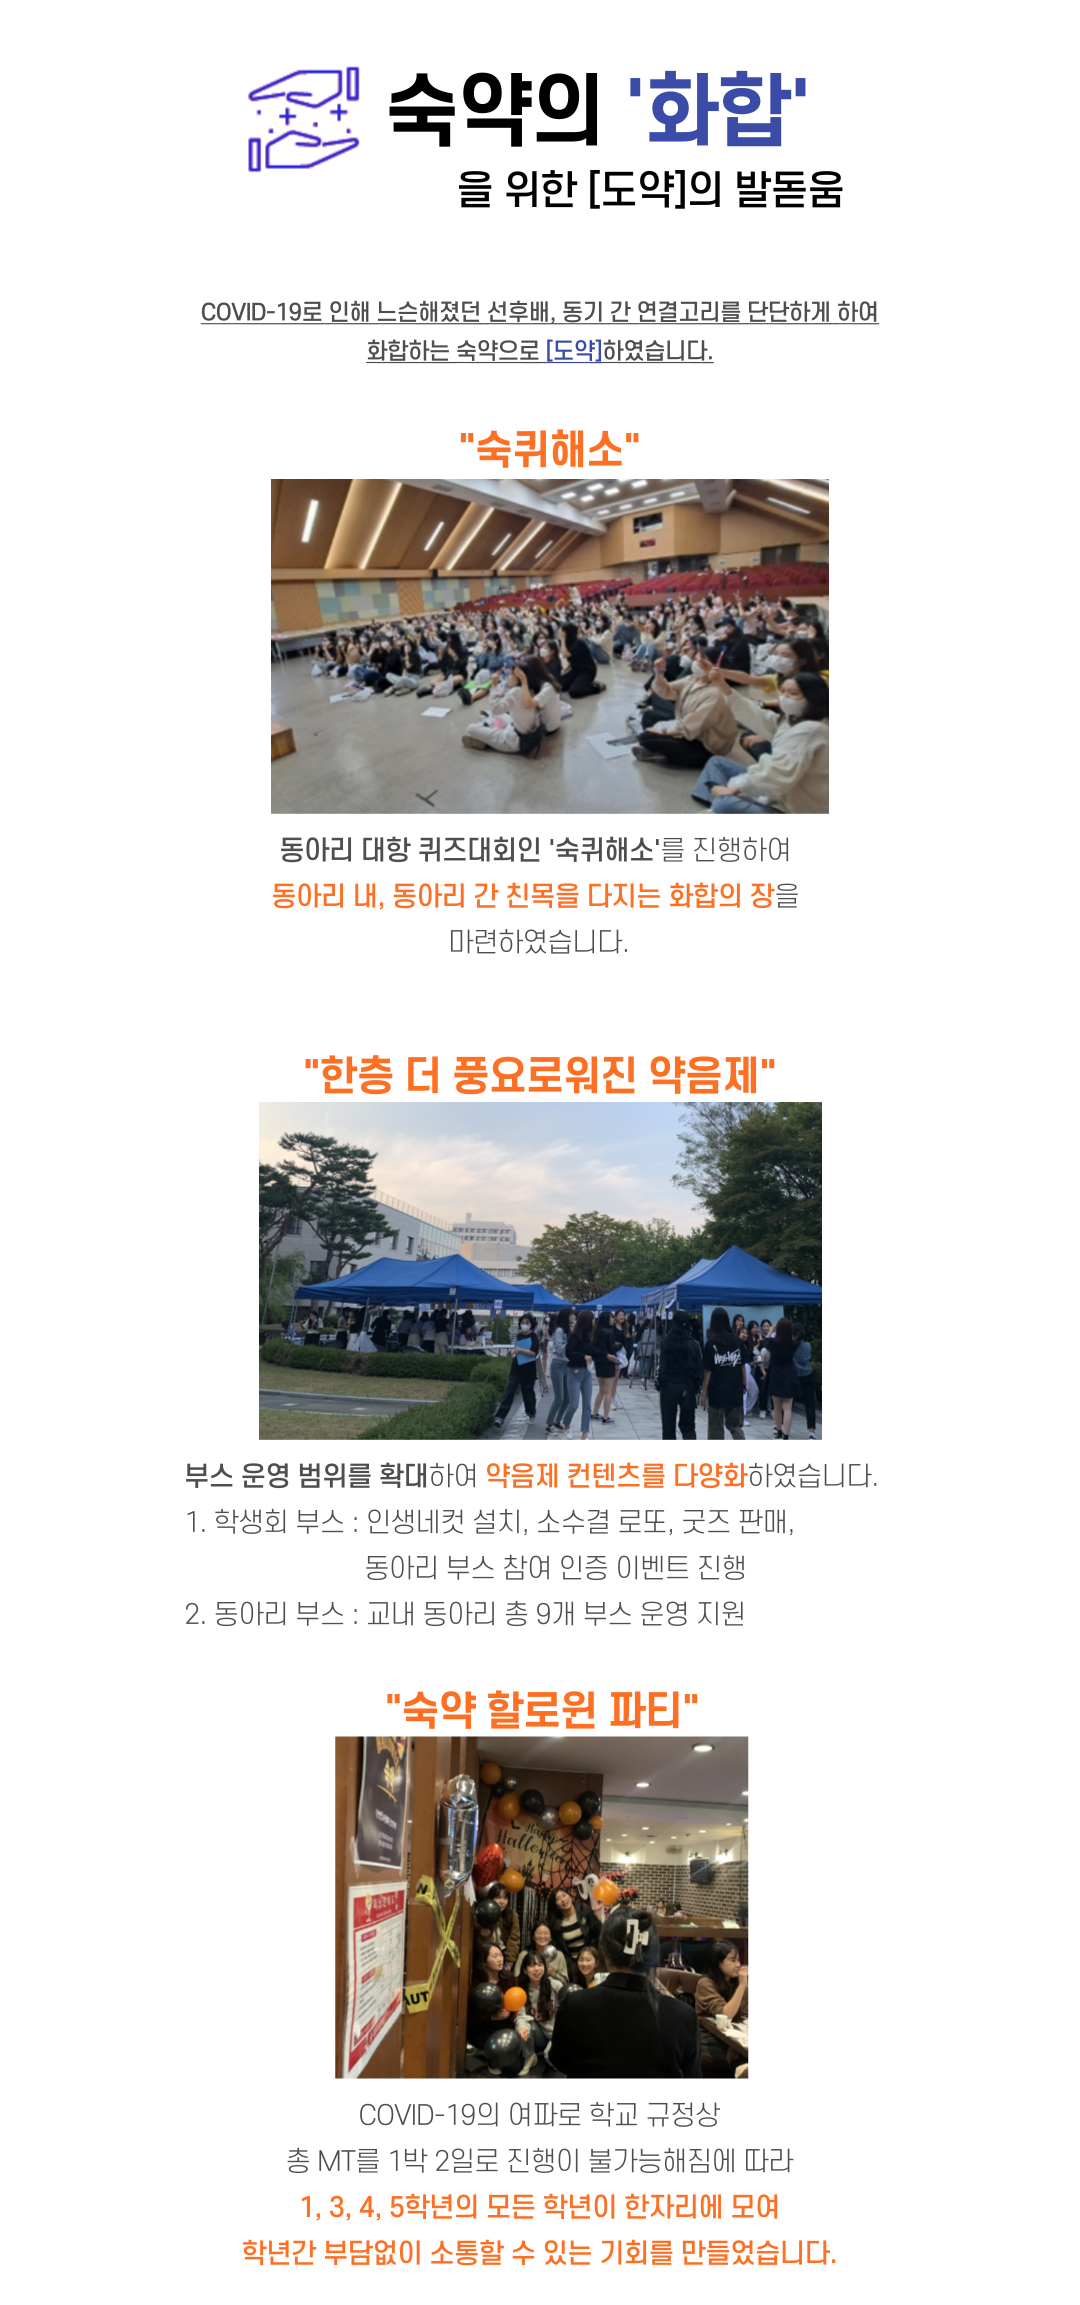 숙약의 '화합'
을 위한 [도약]의 발돋움
COVID-19로 인해 느슨해졌던 선후배, 동기 간 연결고리를 단단하게 하여
화합하는 숙약으로 [도약]하였습니다.
"숙퀴해소"
동아리 대항 퀴즈대회인 '숙퀴해소'를 진행하여
동아리 내, 동아리 간 친목을 다지는 화합의 장을
마련하였습니다.
"한층 더 풍요로워진 약음제"
부스 운영 범위를 확대하여 약음제 컨텐츠를 다양화하였습니다.
1. 학생회 부스 : 인생네컷 설치, 소수결 로또, 굿즈 판매,
동아리 부스 참여 인증 이벤트 진행
2. 동아리 부스 : 교내 동아리 총 9개 부스 운영 지원
"숙약 할로윈 파티"
Happy
Halloween
AUT
COVID-19의 여파로 학교 규정상
총 MT를 1박 2일로 진행이 불가능해짐에 따라
1, 3, 4, 5학년의 모든 학년이 한자리에 모여
학년간 부담없이 소통할 수 있는 기회를 만들었습니다.